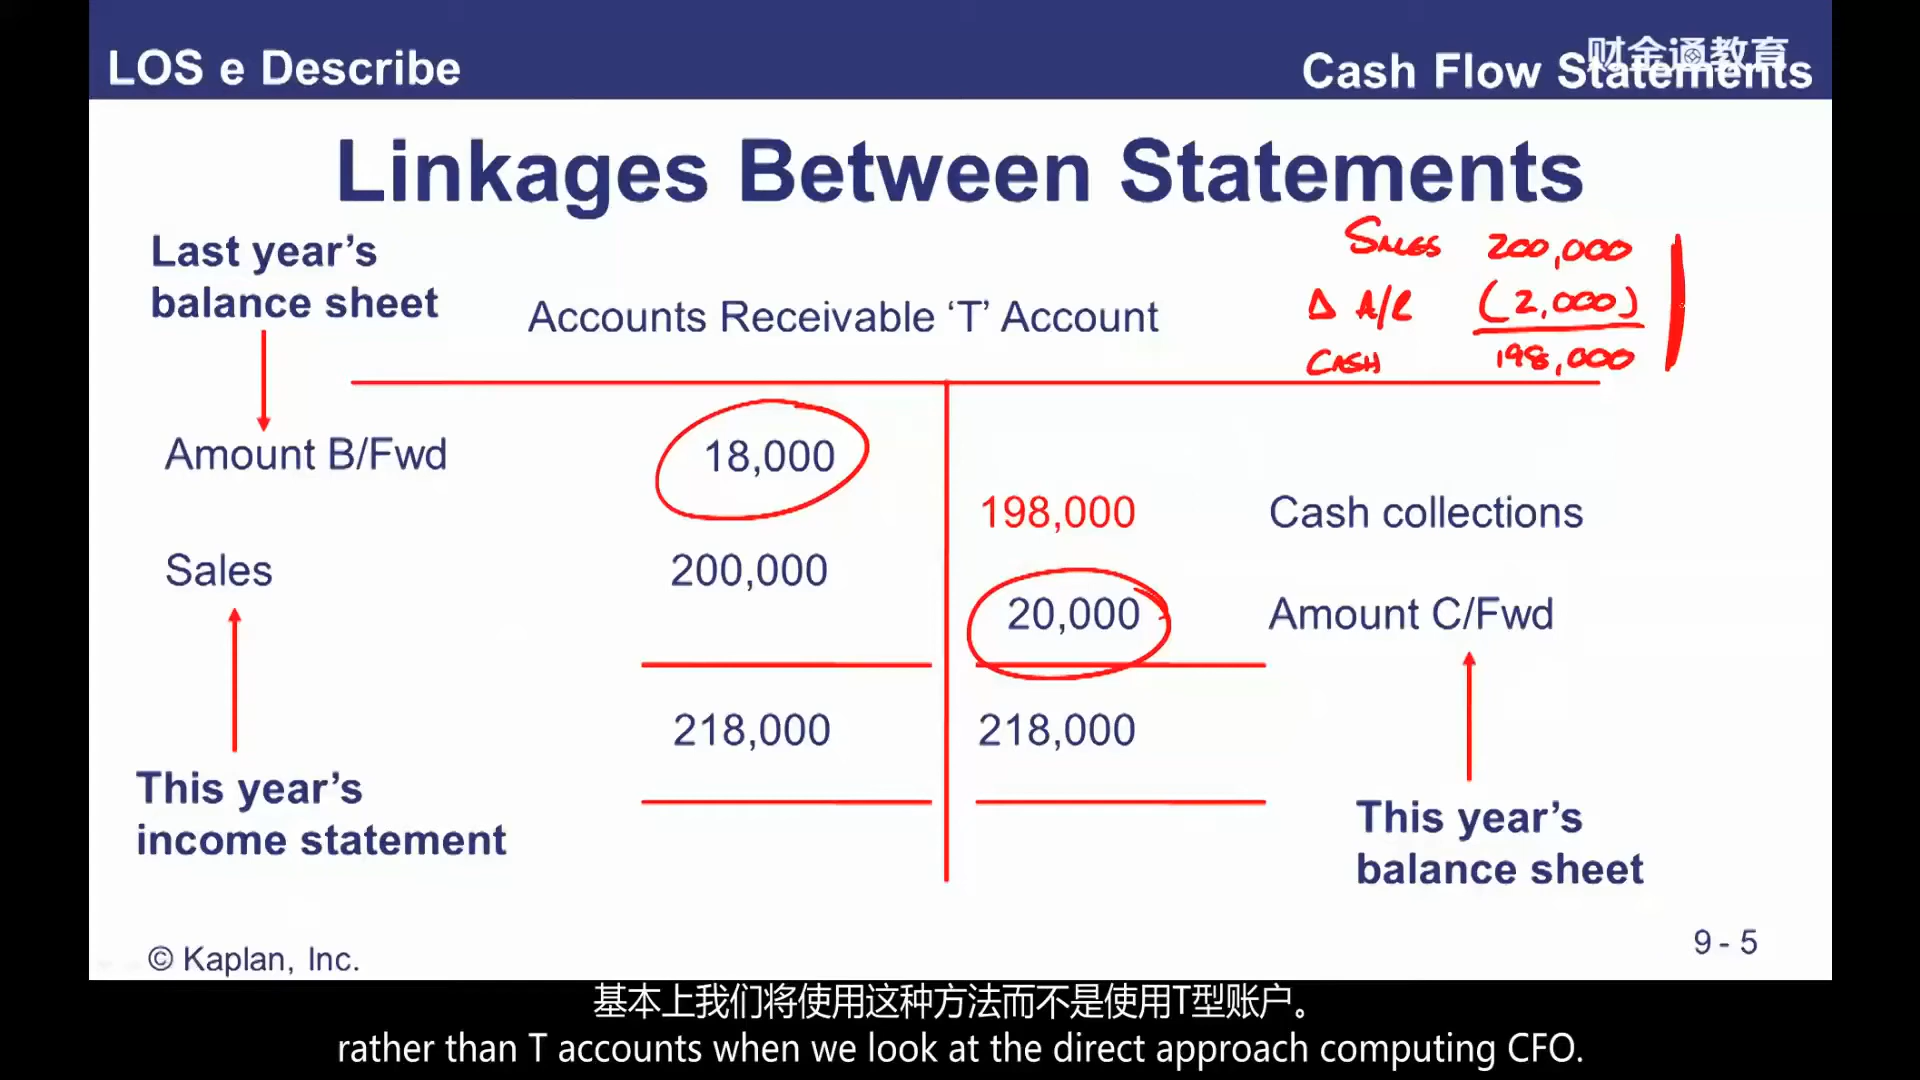 LOS e Describe
Cash Flow Statements
财金通教育
Linkages Between Statements
Last year’s
balance sheet
Accounts Receivable ‘T’ Account
SALES 200,000
Δ A/R (2,000)
CASH 198,000
Amount B/Fwd 18,000
198,000 Cash collections
Sales 200,000
20,000 Amount C/Fwd
218,000 218,000
This year’s
income statement
This year’s
balance sheet
© Kaplan, Inc.
9 - 5
基本上我们将使用这种方法而不是使用T型账户。
rather than T accounts when we look at the direct approach computing CFO.